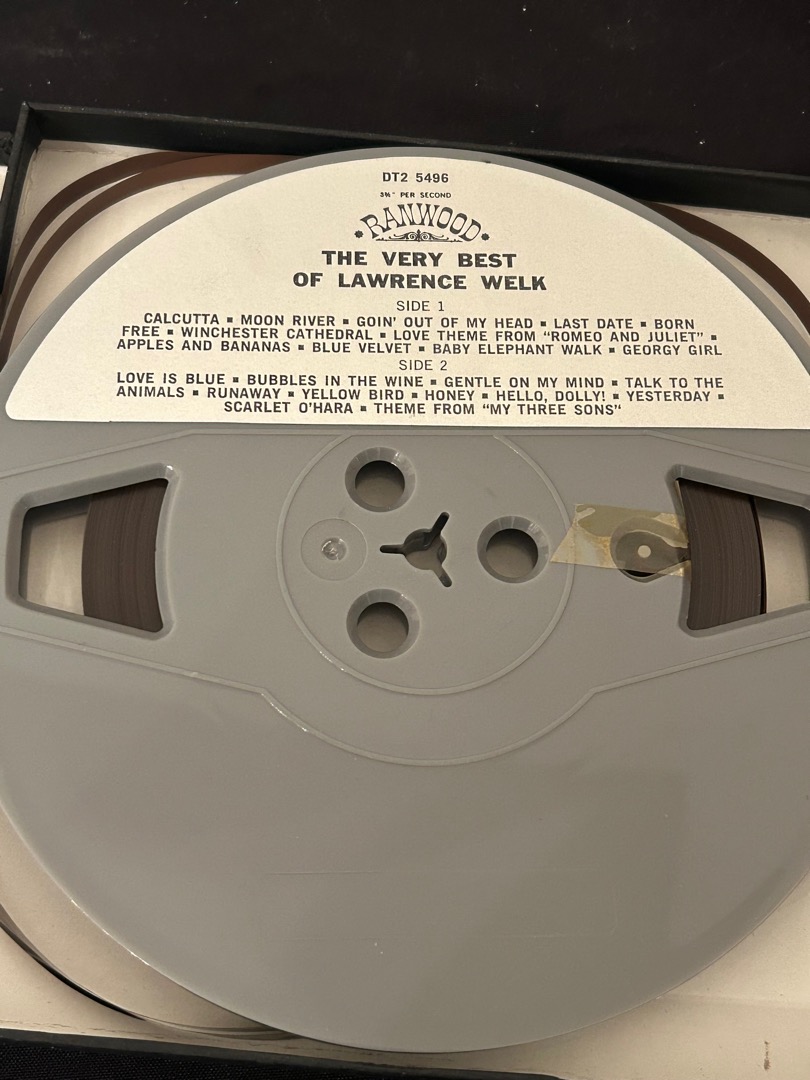 DT2 5496
3¾" PER SECOND
RANWOOD
THE VERY BEST
OF LAWRENCE WELK
SIDE 1
CALCUTTA ■ MOON RIVER ■ GOIN' OUT OF MY HEAD ■ LAST DATE ■ BORN
FREE ■ WINCHESTER CATHEDRAL ■ LOVE THEME FROM "ROMEO AND JULIET" ■
APPLES AND BANANAS ■ BLUE VELVET ■ BABY ELEPHANT WALK ■ GEORGY GIRL
SIDE 2
LOVE IS BLUE ■ BUBBLES IN THE WINE ■ GENTLE ON MY MIND ■ TALK TO THE
ANIMALS ■ RUNAWAY ■ YELLOW BIRD ■ HONEY ■ HELLO, DOLLY! ■ YESTERDAY ■
SCARLET O'HARA ■ THEME FROM "MY THREE SONS"